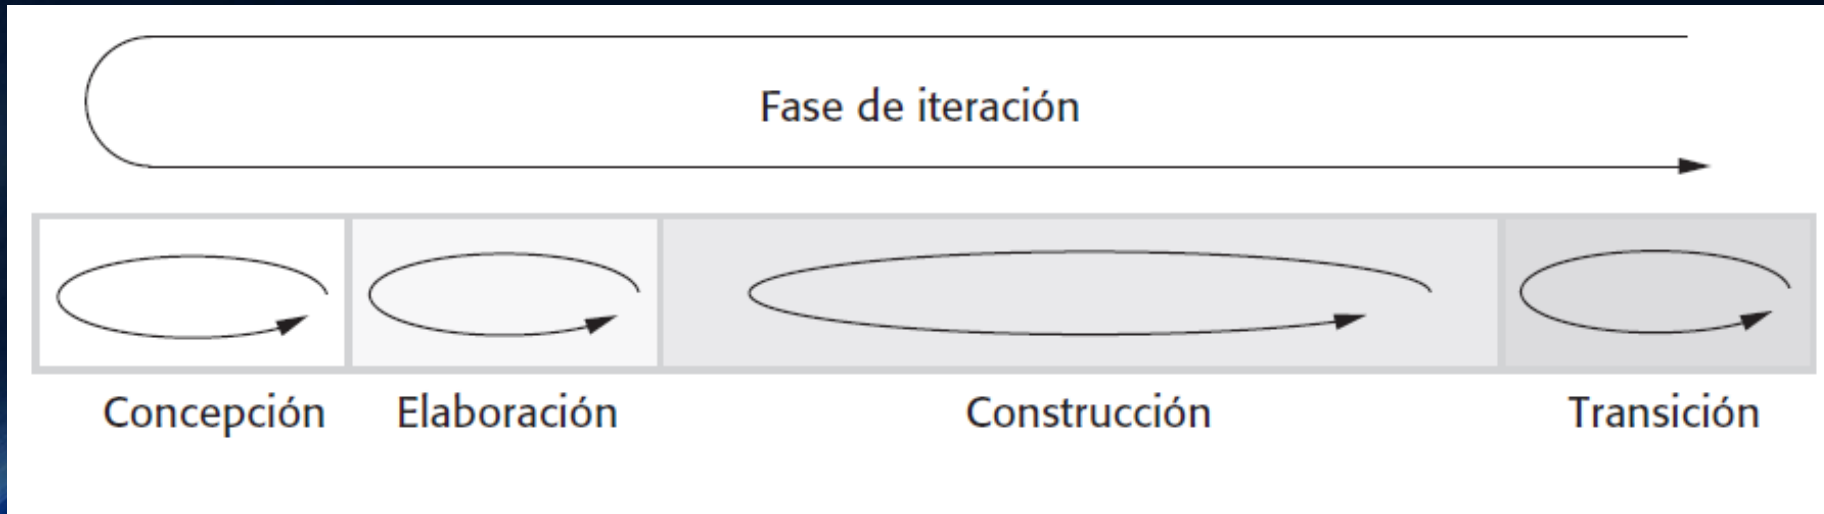 Fase de iteración
Concepción
Elaboración
Construcción
Transición